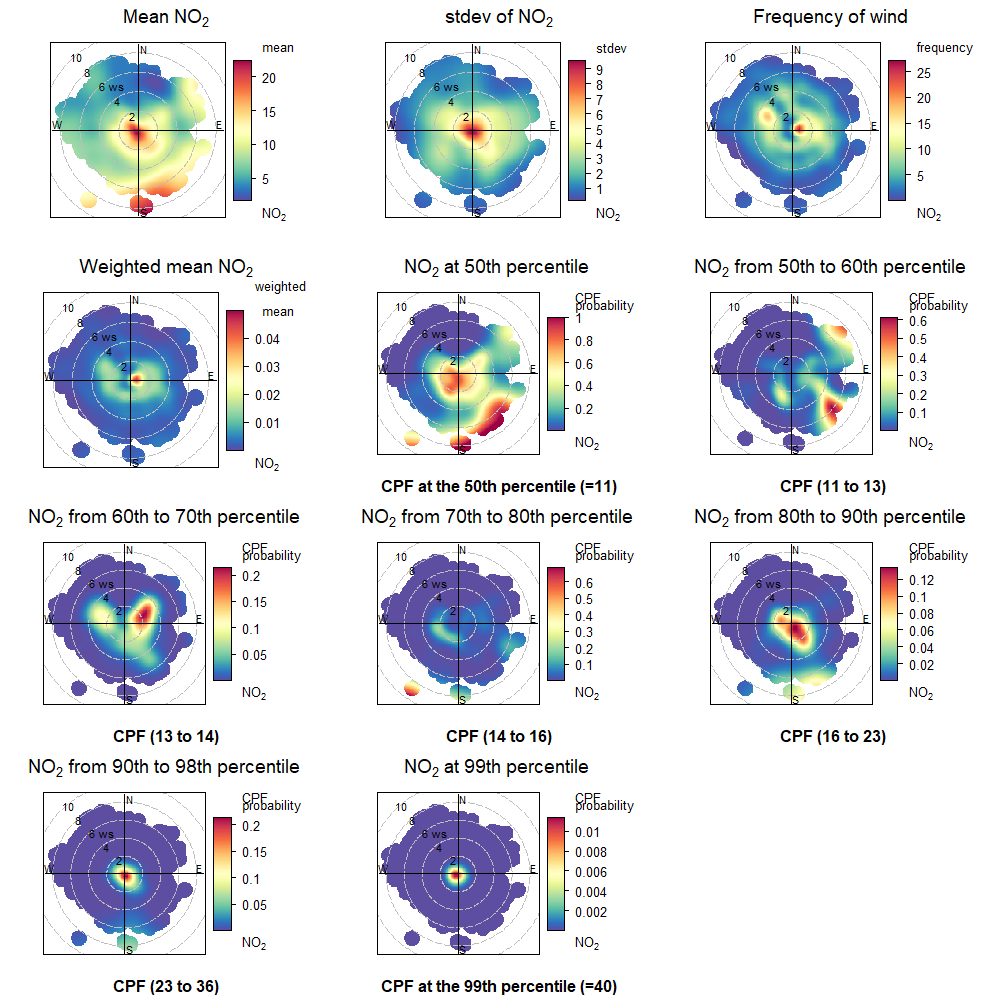 Mean NO₂
stdev of NO₂
Frequency of wind
N
S
W
E
2
4
6 ws
8
10
mean
20
15
10
5
NO₂
N
S
W
E
2
4
6 ws
8
10
stdev
9
8
7
6
5
4
3
2
1
NO₂
N
S
W
E
2
4
6 ws
8
10
frequency
25
20
15
10
5
NO₂
Weighted mean NO₂
NO₂ at 50th percentile
NO₂ from 50th to 60th percentile
N
S
W
E
2
4
6 ws
8
10
weighted
mean
0.04
0.03
0.02
0.01
NO₂
N
S
W
E
2
4
6 ws
8
10
CPF
probability
1
0.8
0.6
0.4
0.2
NO₂
CPF at the 50th percentile (=11)
N
S
W
E
2
4
6 ws
8
10
CPF
probability
0.6
0.5
0.4
0.3
0.2
0.1
NO₂
CPF (11 to 13)
NO₂ from 60th to 70th percentile
NO₂ from 70th to 80th percentile
NO₂ from 80th to 90th percentile
N
S
W
E
2
4
6 ws
8
10
CPF
probability
0.2
0.15
0.1
0.05
NO₂
CPF (13 to 14)
N
S
W
E
2
4
6 ws
8
10
CPF
probability
0.6
0.5
0.4
0.3
0.2
0.1
NO₂
CPF (14 to 16)
N
S
W
E
2
4
6 ws
8
10
CPF
probability
0.12
0.1
0.08
0.06
0.04
0.02
NO₂
CPF (16 to 23)
NO₂ from 90th to 98th percentile
NO₂ at 99th percentile
N
S
W
E
2
4
6 ws
8
10
CPF
probability
0.2
0.15
0.1
0.05
NO₂
CPF (23 to 36)
N
S
W
E
2
4
6 ws
8
10
CPF
probability
0.01
0.008
0.006
0.004
0.002
NO₂
CPF at the 99th percentile (=40)